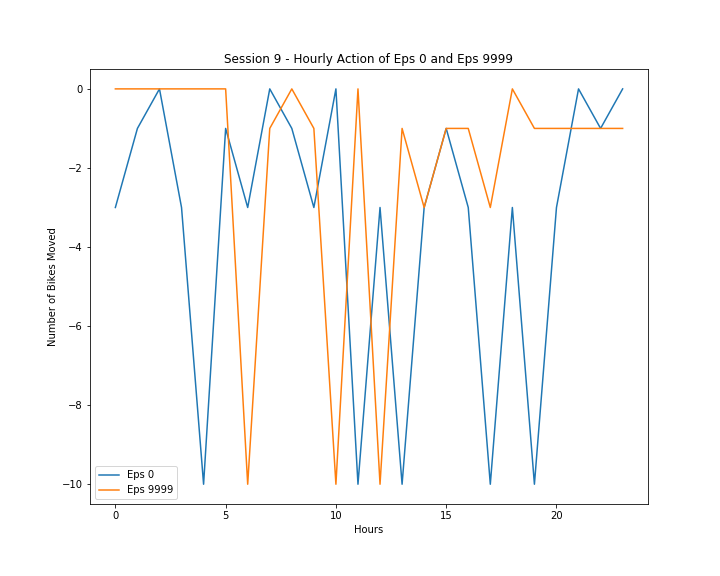 Session 9 - Hourly Action of Eps 0 and Eps 9999
0
−2
−4
−6
−8
−10
Number of Bikes Moved
Eps 0
Eps 9999
0 5 10 15 20
Hours